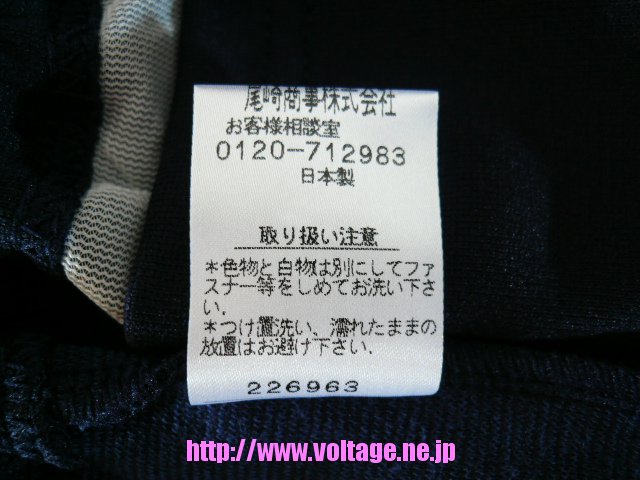 尾崎商事株式会社
お客様相談室
0120-712983
日本製
取り扱い注意
*色物と白物は別にしてファ
スナー等をしめてお洗い下さ
い.
*つけ置洗い、濡れたままの
放置はお避け下さい.
226963
http://www.voltage.ne.jp